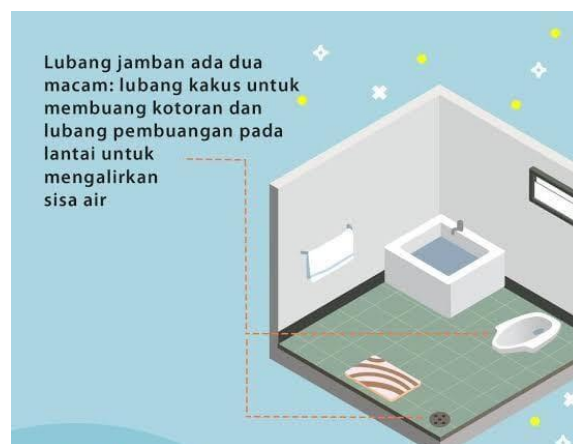 Lubang jamban ada dua
macam: lubang kakus untuk
membuang kotoran dan
lubang pembuangan pada
lantai untuk
mengalirkan
sisa air